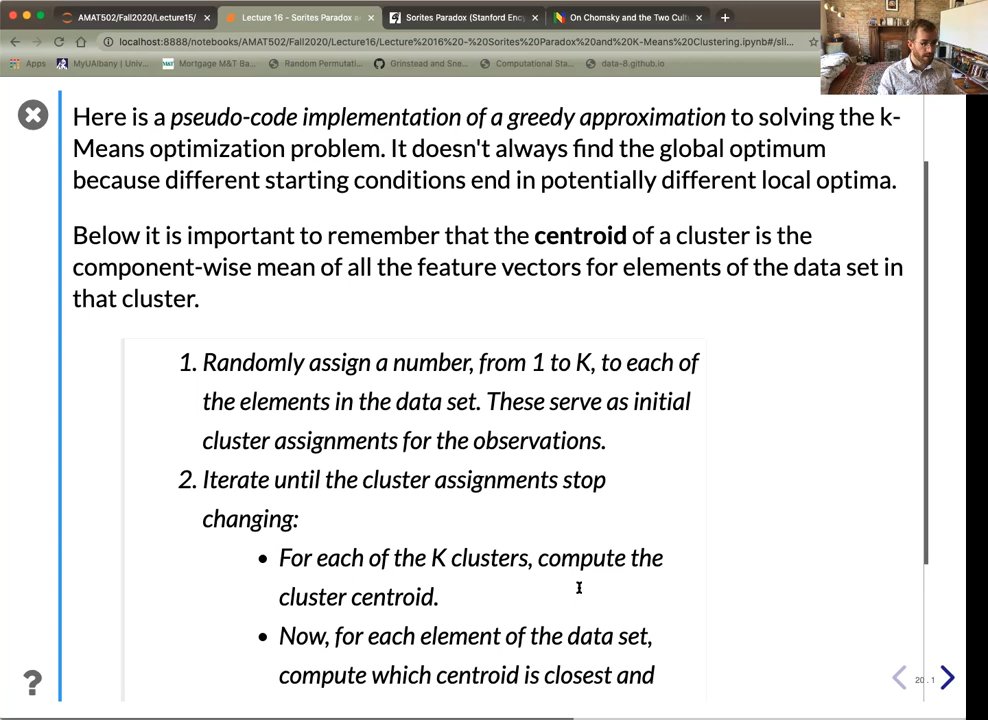 AMAT502/Fall2020/Lecture15/
Lecture 16 - Sorites Paradox a
Sorites Paradox (Stanford Ency
On Chomsky and the Two Cult
localhost:8888/notebooks/AMAT502/Fall2020/Lecture16/Lecture%2016%20-%20Sorites%20Paradox%20and%20K-Means%20Clustering.ipynb#/sli...
Apps
MyUAlbany | Univ...
Mortgage M&T Ba...
Random Permutati...
Grinstead and Sne...
Computational Sta...
data-8.github.io
Here is a pseudo-code implementation of a greedy approximation to solving the k-
Means optimization problem. It doesn't always find the global optimum
because different starting conditions end in potentially different local optima.
Below it is important to remember that the centroid of a cluster is the
component-wise mean of all the feature vectors for elements of the data set in
that cluster.
1. Randomly assign a number, from 1 to K, to each of
the elements in the data set. These serve as initial
cluster assignments for the observations.
2. Iterate until the cluster assignments stop
changing:
• For each of the K clusters, compute the
cluster centroid.
• Now, for each element of the data set,
compute which centroid is closest and
?
20.1